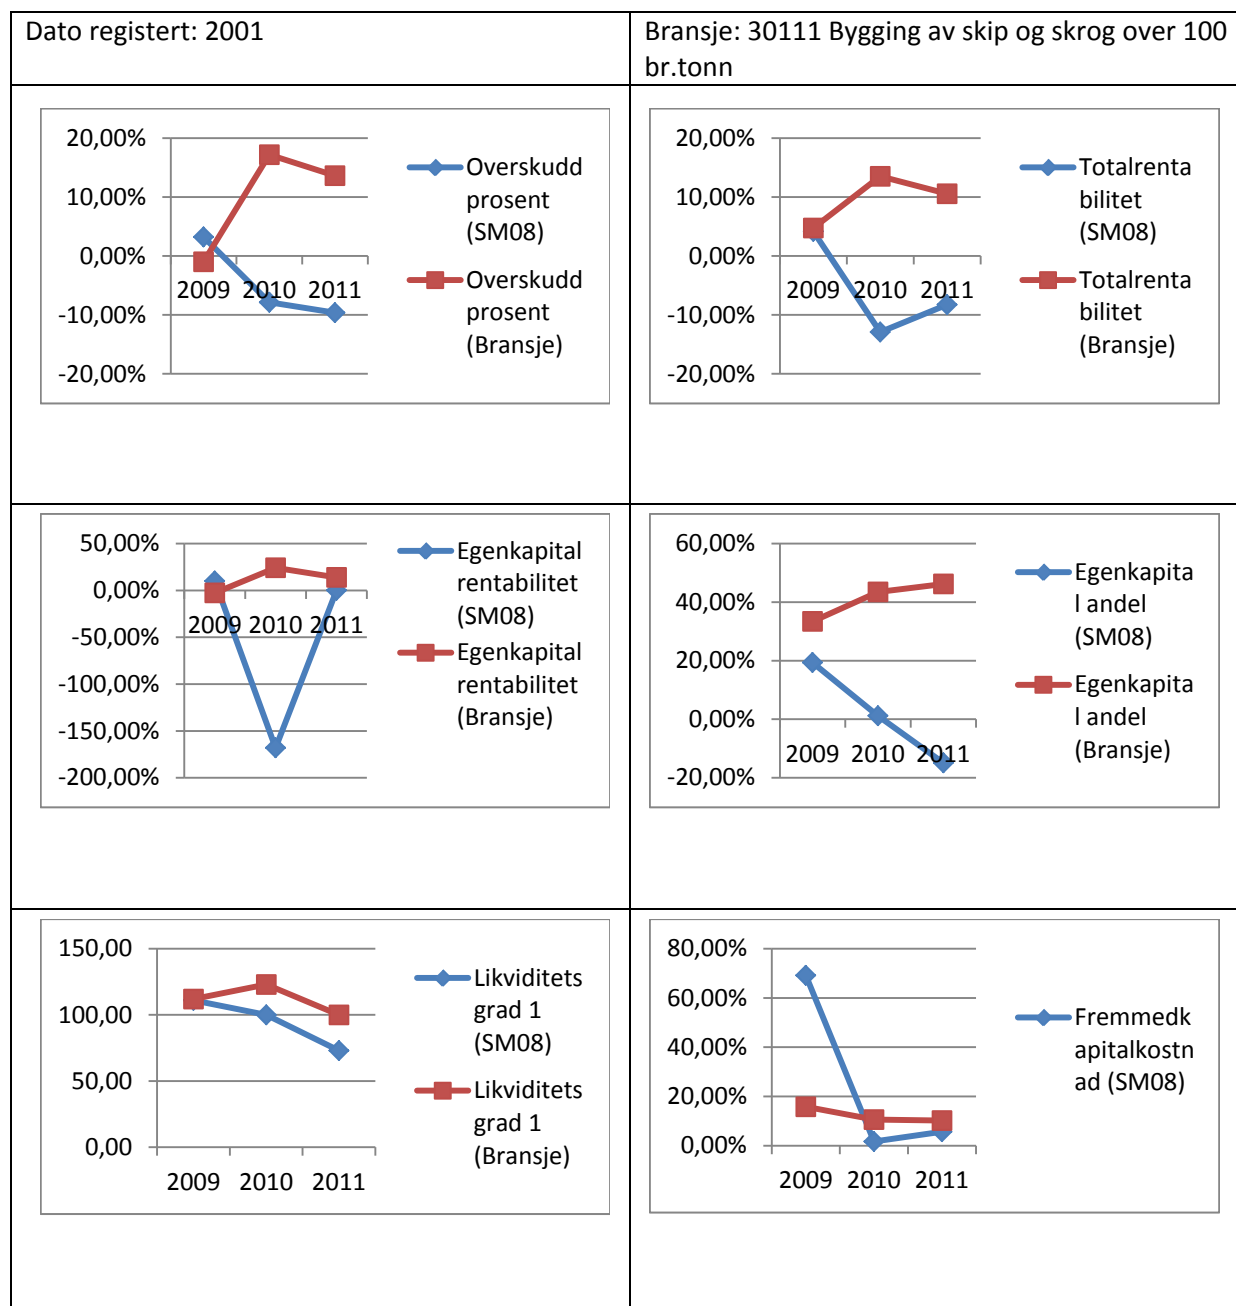 Dato registert: 2001
Bransje: 30111 Bygging av skip og skrog over 100
br.tonn
20,00%
10,00%
0,00%
-10,00%
-20,00%
2009 2010 2011
Overskudd
prosent
(SM08)
Overskudd
prosent
(Bransje)
20,00%
10,00%
0,00%
-10,00%
-20,00%
2009 2010 2011
Totalrenta
bilitet
(SM08)
Totalrenta
bilitet
(Bransje)
50,00%
0,00%
-50,00%
-100,00%
-150,00%
-200,00%
2009 2010 2011
Egenkapital
rentabilitet
(SM08)
Egenkapital
rentabilitet
(Bransje)
60,00%
40,00%
20,00%
0,00%
-20,00%
2009 2010 2011
Egenkapita
l andel
(SM08)
Egenkapita
l andel
(Bransje)
150,00
100,00
50,00
0,00
2009 2010 2011
Likviditets
grad 1
(SM08)
Likviditets
grad 1
(Bransje)
80,00%
60,00%
40,00%
20,00%
0,00%
2009 2010 2011
Fremmedk
apitalkostn
ad (SM08)